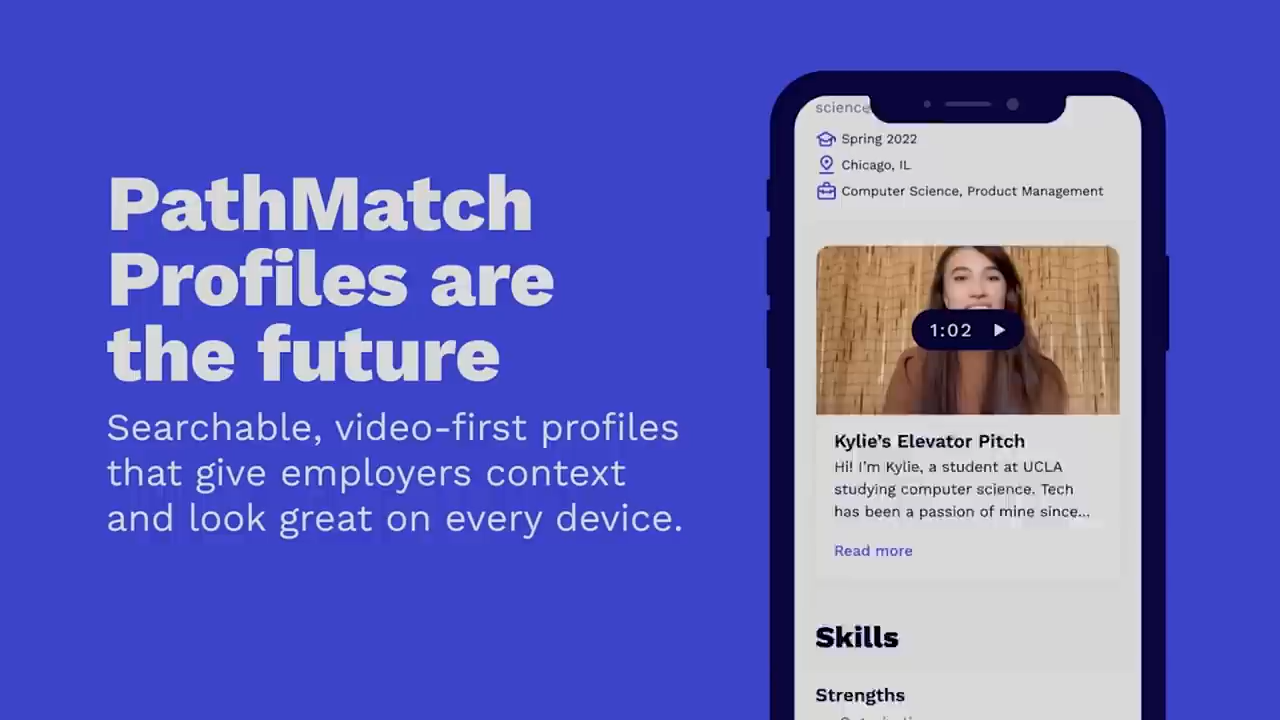 PathMatch
Profiles are
the future
Searchable, video-first profiles
that give employers context
and look great on every device.
science
Spring 2022
Chicago, IL
Computer Science, Product Management
1:02
Kylie’s Elevator Pitch
Hi! I’m Kylie, a student at UCLA
studying computer science. Tech
has been a passion of mine since...
Read more
Skills
Strengths